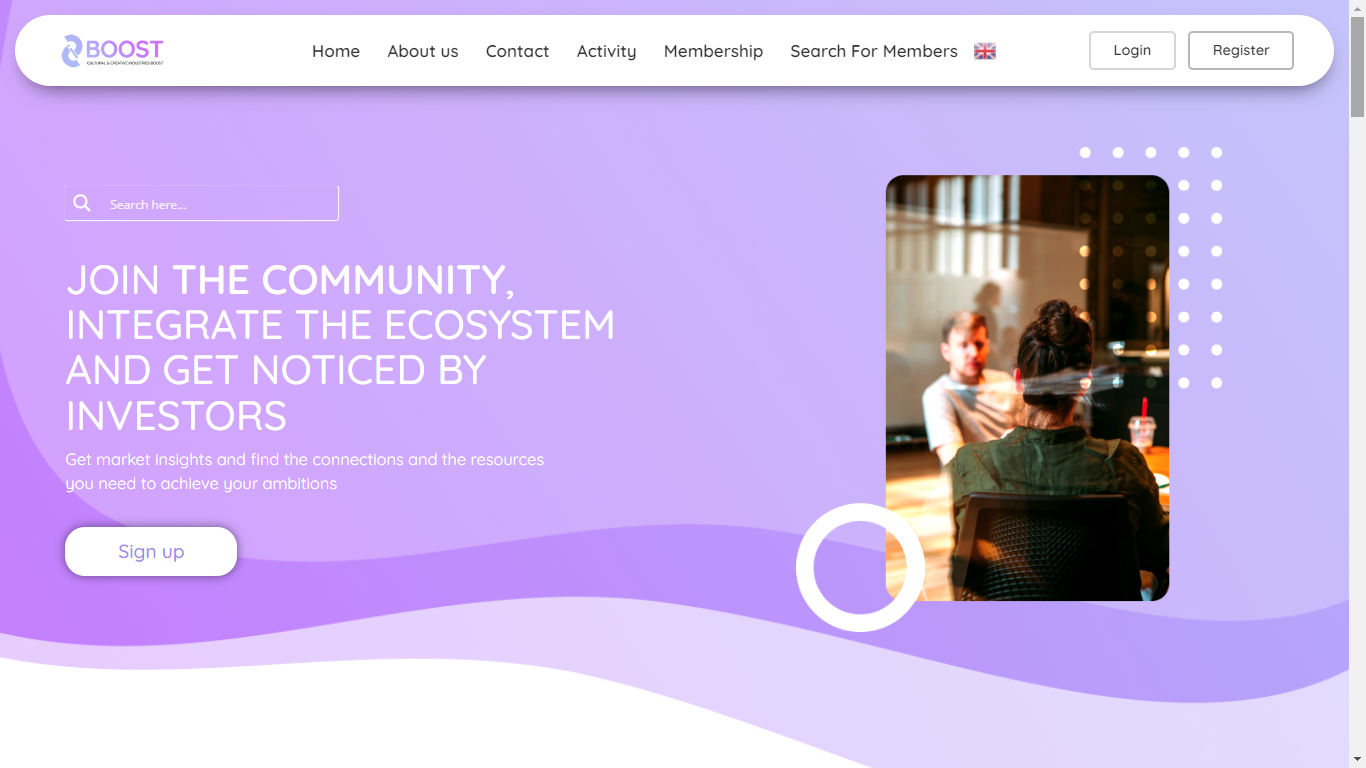 BOOST
CULTURAL & CREATIVE INDUSTRIES BOOST
Home About us Contact Activity Membership Search For Members
Login Register
Search here...
JOIN THE COMMUNITY,
INTEGRATE THE ECOSYSTEM
AND GET NOTICED BY
INVESTORS
Get market insights and find the connections and the resources
you need to achieve your ambitions
Sign up